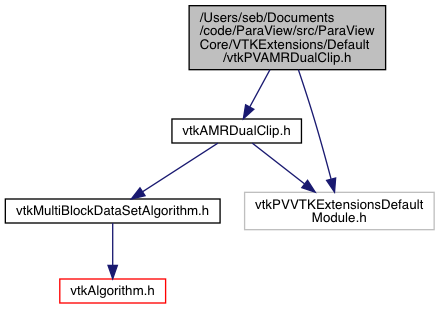 /Users/seb/Documents
/code/ParaView/src/ParaView
Core/VTKExtensions/Default
/vtkPVAMRDualClip.h
vtkAMRDualClip.h
vtkMultiBlockDataSetAlgorithm.h
vtkPVVTKExtensionsDefault
Module.h
vtkAlgorithm.h